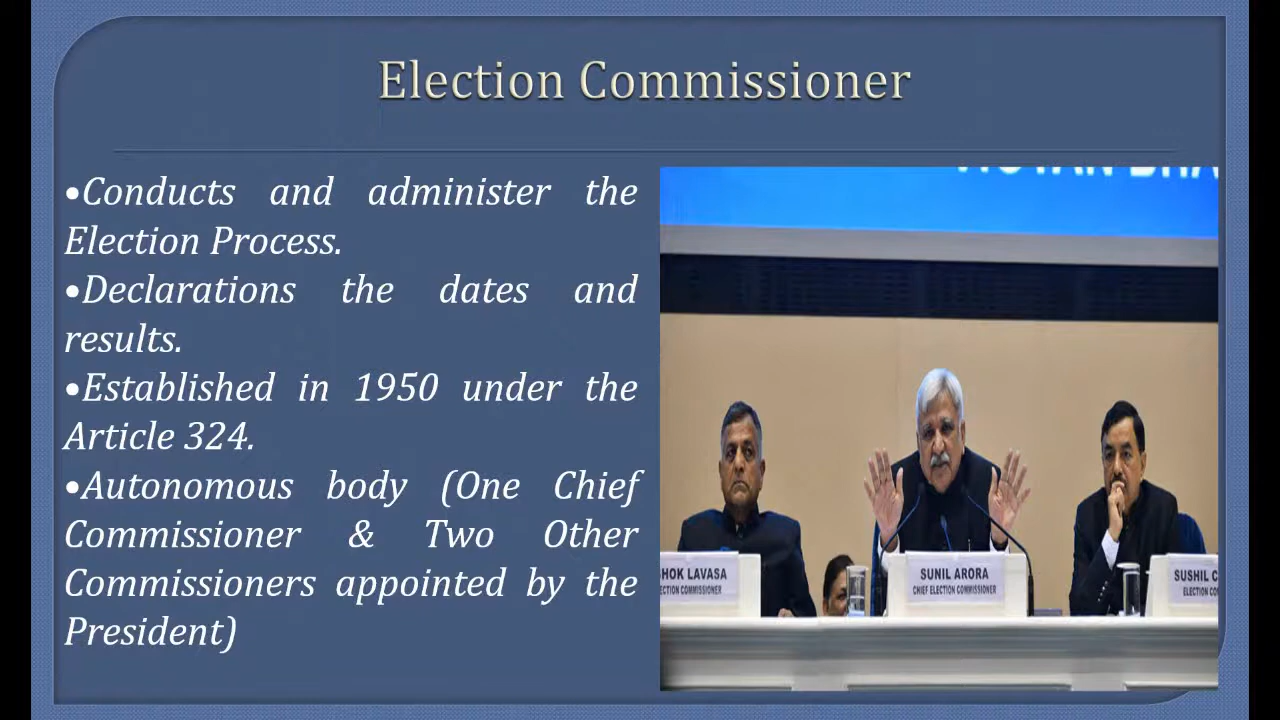 Election Commissioner
•Conducts and administer the
Election Process.
•Declarations the dates and
results.
•Established in 1950 under the
Article 324.
•Autonomous body (One Chief
Commissioner & Two Other
Commissioners appointed by the
President)
HOK LAVASA
ECTION COMMISSIONER
SUNIL ARORA
CHIEF ELECTION COMMISSIONER
SUSHIL C
ELECTION CO